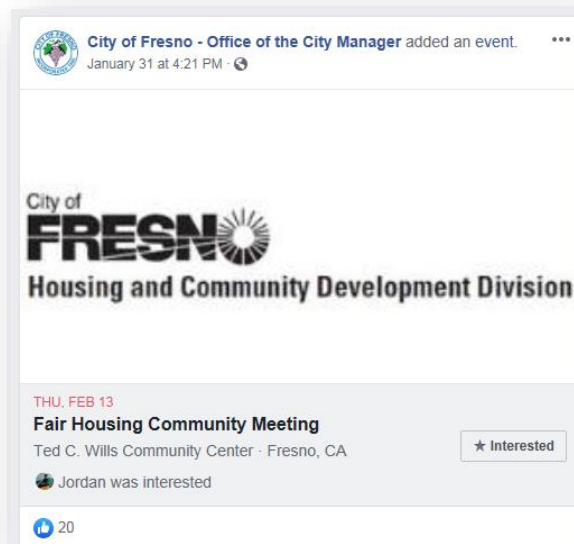 City of Fresno - Office of the City Manager added an event.
January 31 at 4:21 PM ·
City of
FRESNO
Housing and Community Development Division
THU, FEB 13
Fair Housing Community Meeting
Ted C. Wills Community Center · Fresno, CA
★ Interested
Jordan was interested
20